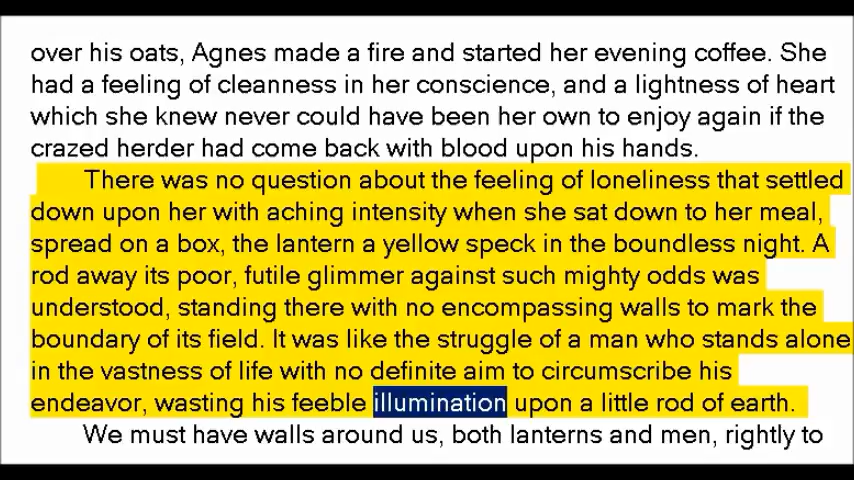 over his oats, Agnes made a fire and started her evening coffee. She
had a feeling of cleanness in her conscience, and a lightness of heart
which she knew never could have been her own to enjoy again if the
crazed herder had come back with blood upon his hands.
There was no question about the feeling of loneliness that settled
down upon her with aching intensity when she sat down to her meal,
spread on a box, the lantern a yellow speck in the boundless night. A
rod away its poor, futile glimmer against such mighty odds was
understood, standing there with no encompassing walls to mark the
boundary of its field. It was like the struggle of a man who stands alone
in the vastness of life with no definite aim to circumscribe his
endeavor, wasting his feeble illumination upon a little rod of earth.
We must have walls around us, both lanterns and men, rightly to